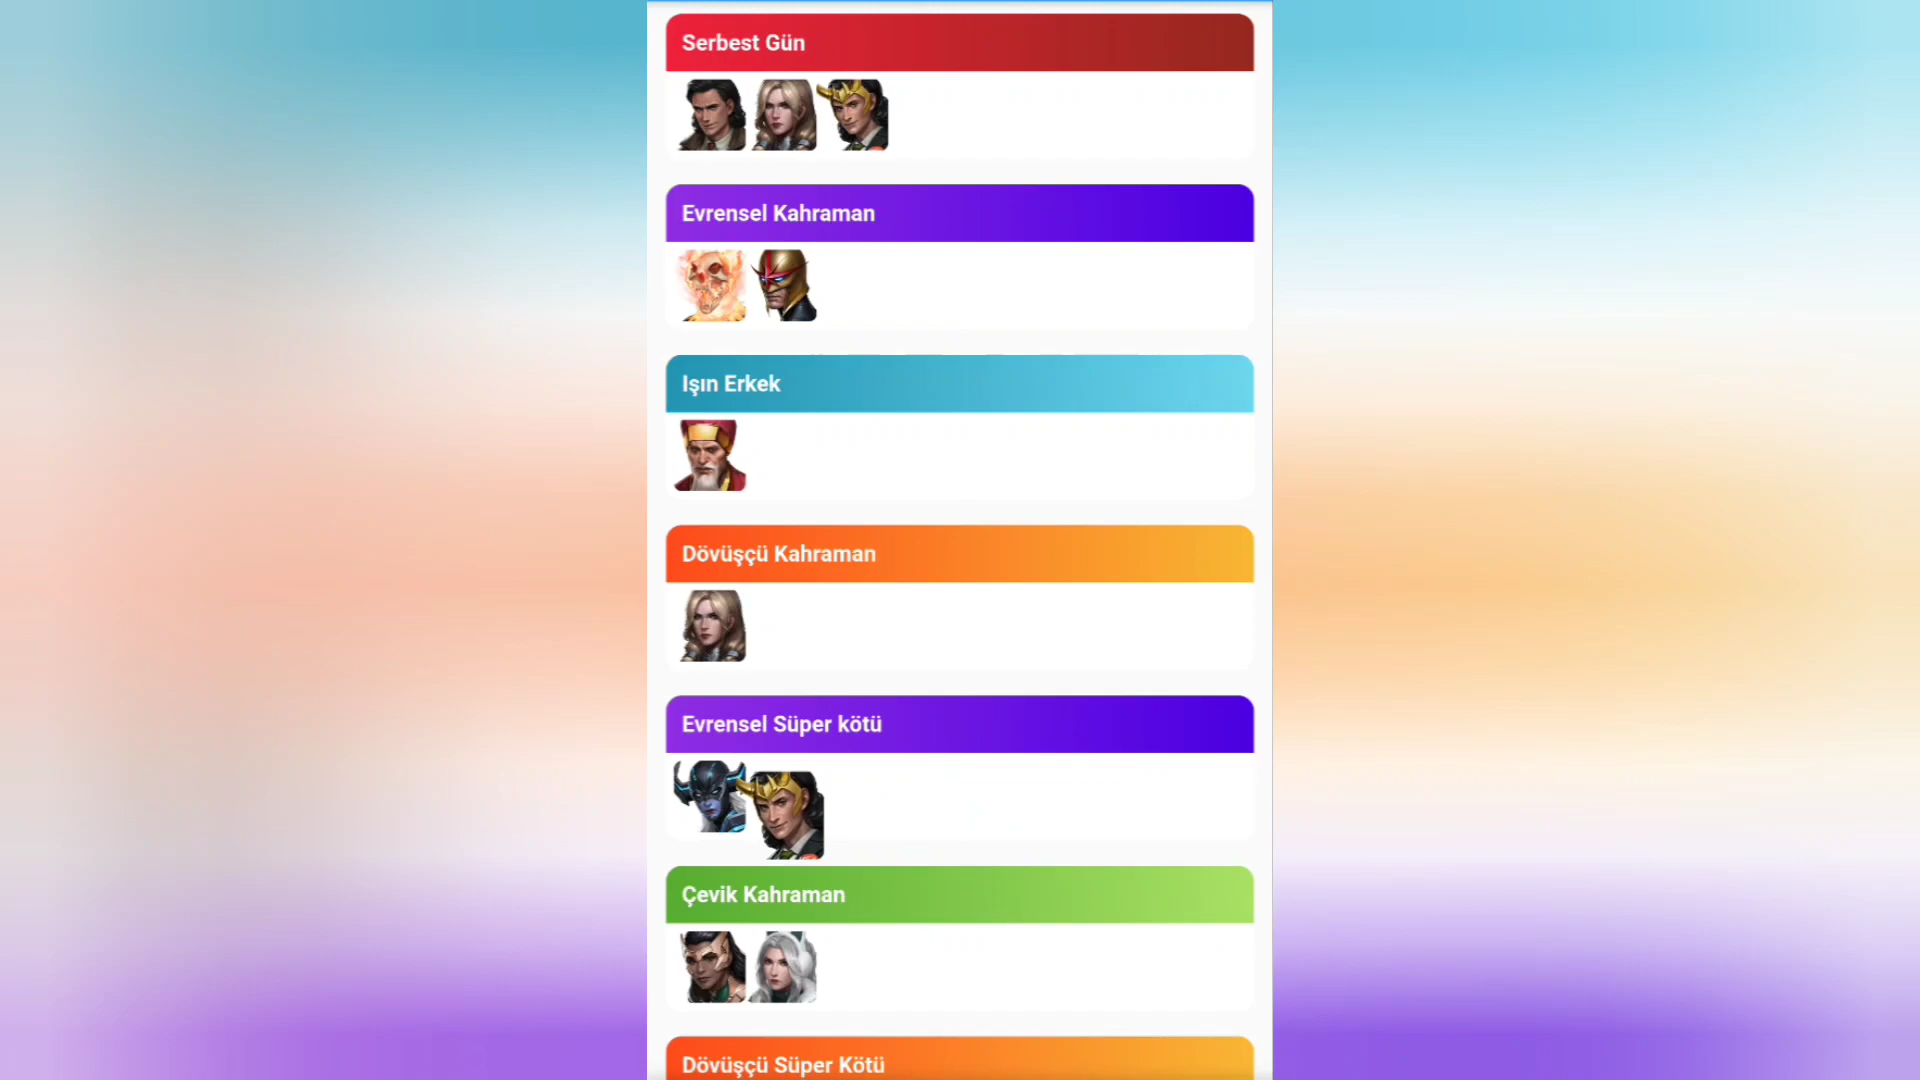 Serbest Gün
Evrensel Kahraman
Işın Erkek
Dövüşçü Kahraman
Evrensel Süper kötü
Çevik Kahraman
Dövüşçü Süper Kötü